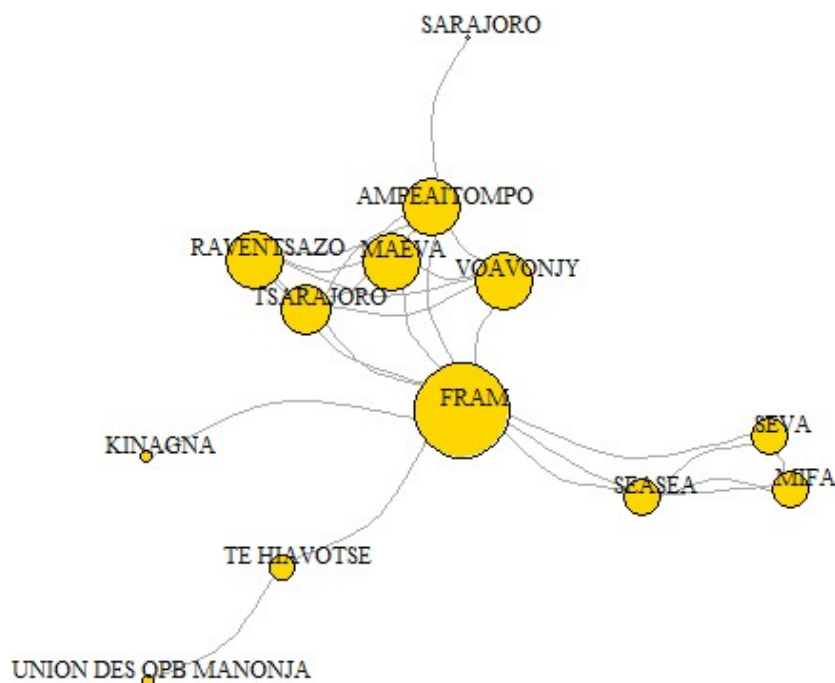 SARAJORO
AMPEAITOMPO
RAVENTSAZO
MAEVA
VOAVONJY
TSARAJORO
FRAM
SEVA
KINAGNA
MIFA
SEASEA
TE HIAVOTSE
UNION DES OPB MANONJA